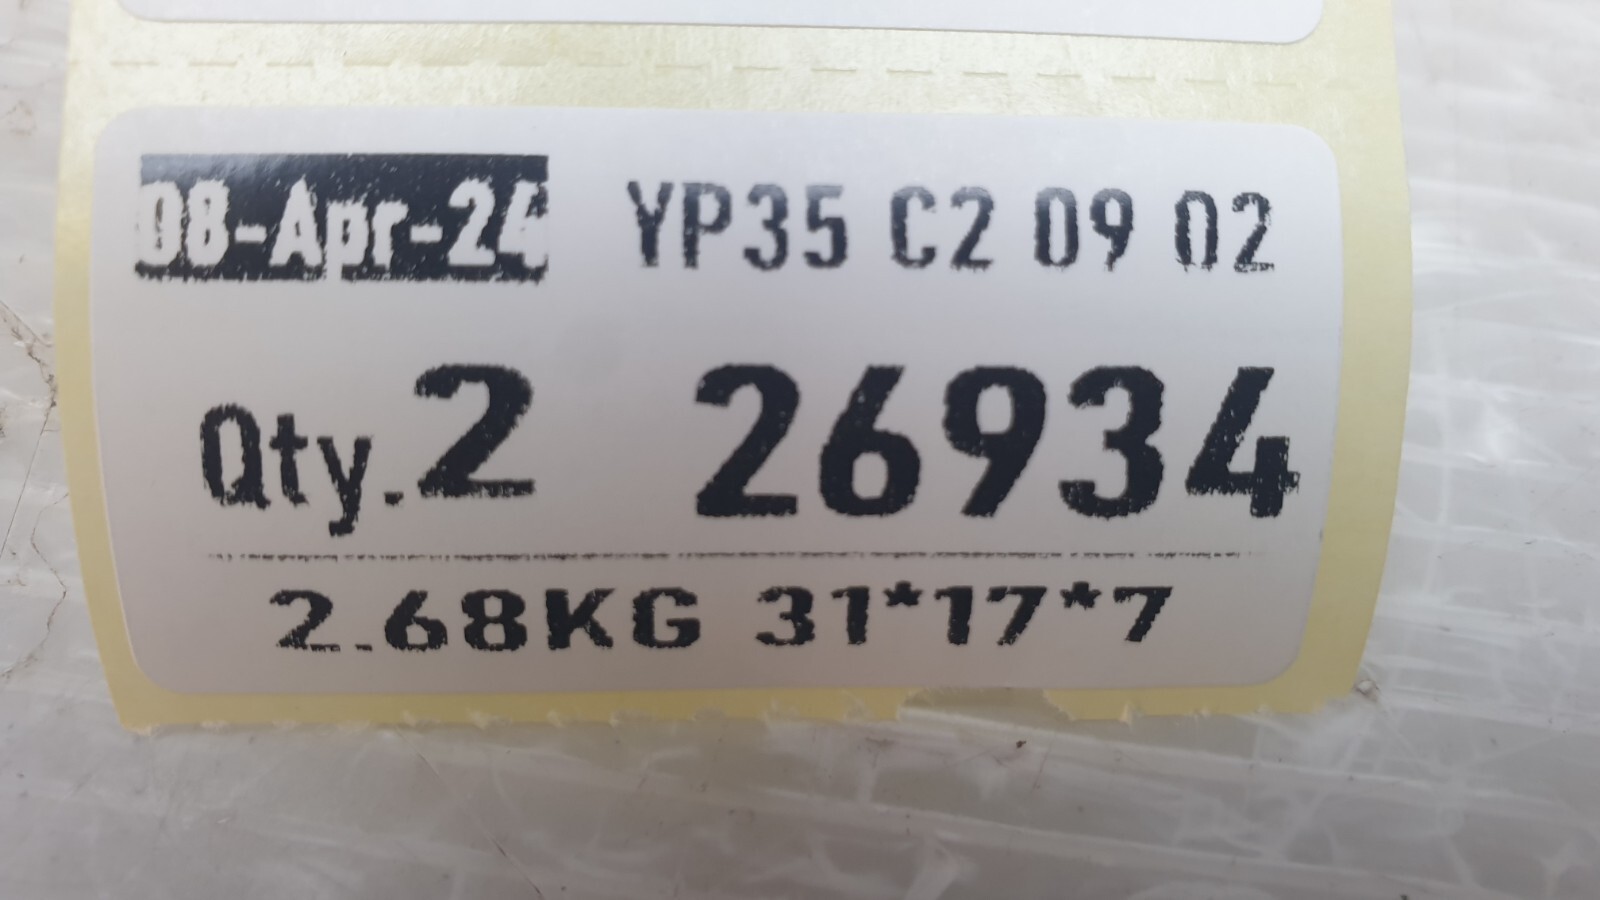 08-Apr-24 YP35 C2 09 02
Qty.2 26934
2.68KG 31*17*7